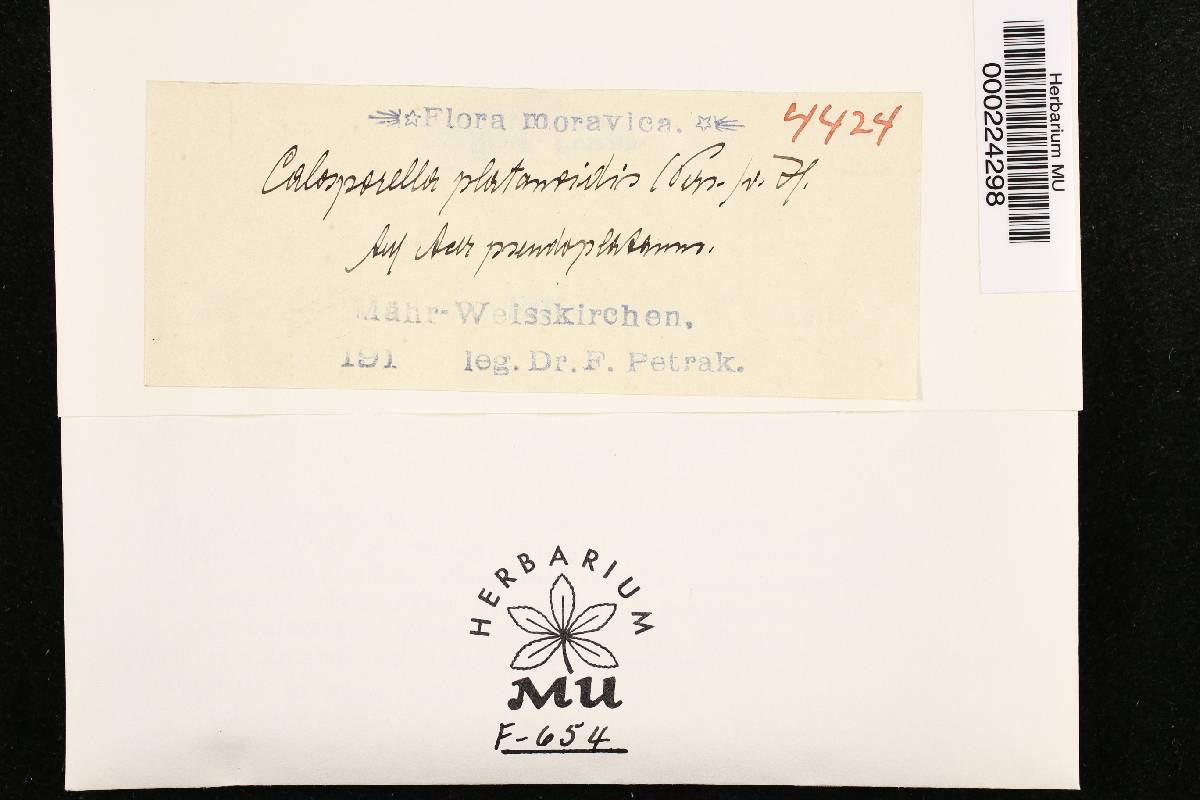 Flora moravica. 4424
Calosporella platanoidis (Pers.) v. H.
Auf Acer pseudoplatanus.
Mähr-Weisskirchen,
191 leg. Dr. F. Petrak.
Herbarium MU
000224298
HERBARIUM
MU
F-654